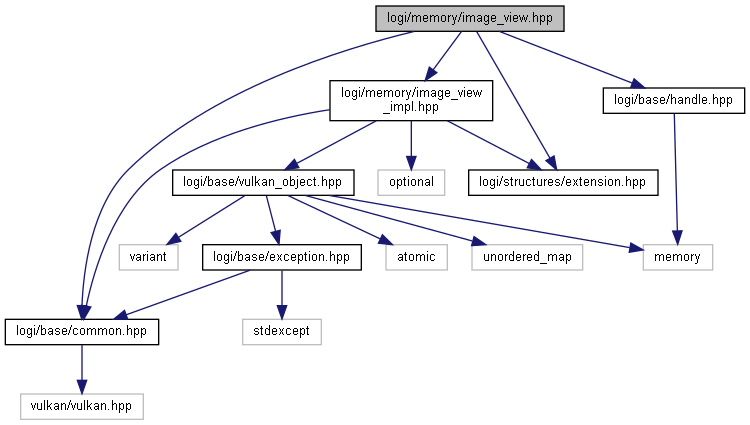 logi/memory/image_view.hpp
logi/memory/image_view
_impl.hpp
logi/base/handle.hpp
logi/base/vulkan_object.hpp
optional
logi/structures/extension.hpp
variant
logi/base/exception.hpp
atomic
unordered_map
memory
logi/base/common.hpp
stdexcept
vulkan/vulkan.hpp